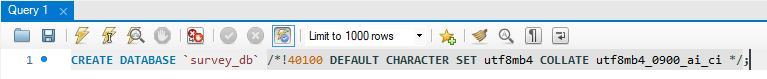 Query 1
Limit to 1000 rows
1 CREATE DATABASE `survey_db` /*!40100 DEFAULT CHARACTER SET utf8mb4 COLLATE utf8mb4_0900_ai_ci */;